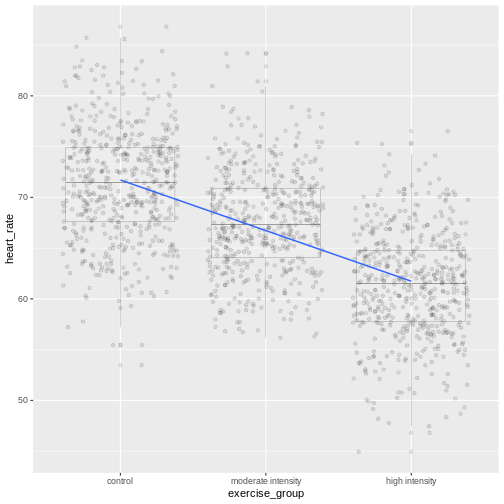 80
70
60
50
heart_rate
control
moderate intensity
high intensity
exercise_group